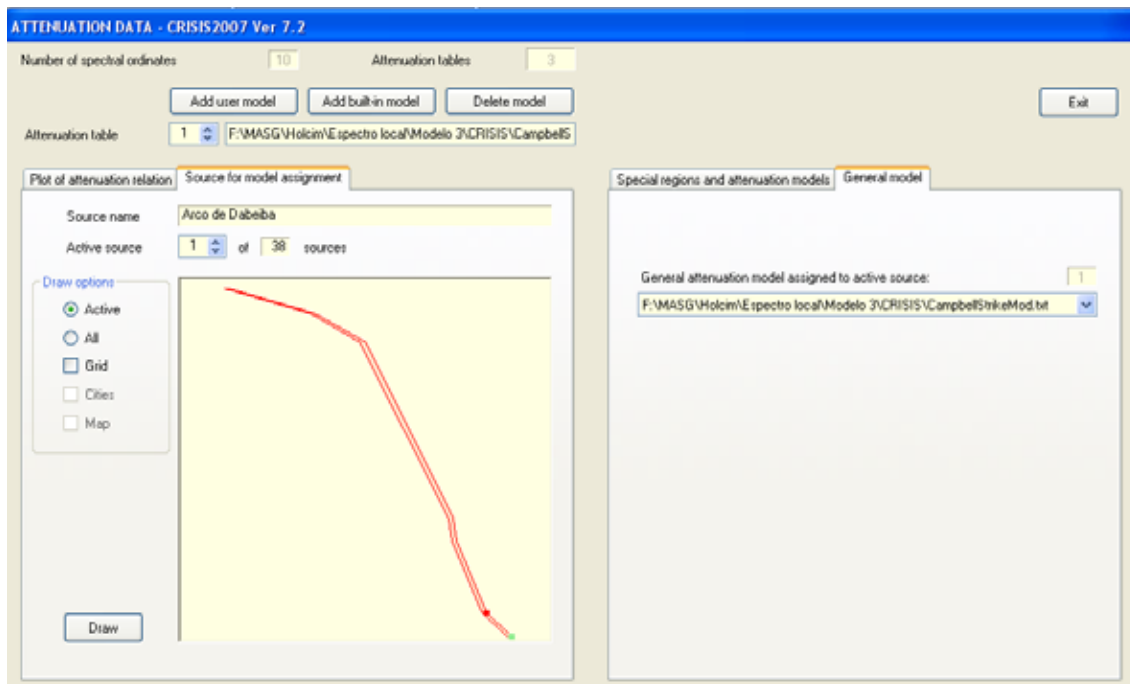 ATTENUATION DATA - CRISIS2007 Ver 7.2
Number of spectral ordinates 10 Attenuation tables 3
Add user model Add built-in model Delete model Exit
Attenuation table 1 F:\MASG\Holcim\Espectro local\Modelo 3\CRISIS\CampbellS
Plot of attenuation relation Source for model assignment Special regions and attenuation models General model
Source name Arco de Dabeiba
Active source 1 of 38 sources
General attenuation model assigned to active source: 1
Draw options
F:\MASG\Holcim\Espectro local\Modelo 3\CRISIS\CampbellStrikeMod.txt
Active
All
Grid
Cities
Map
Draw